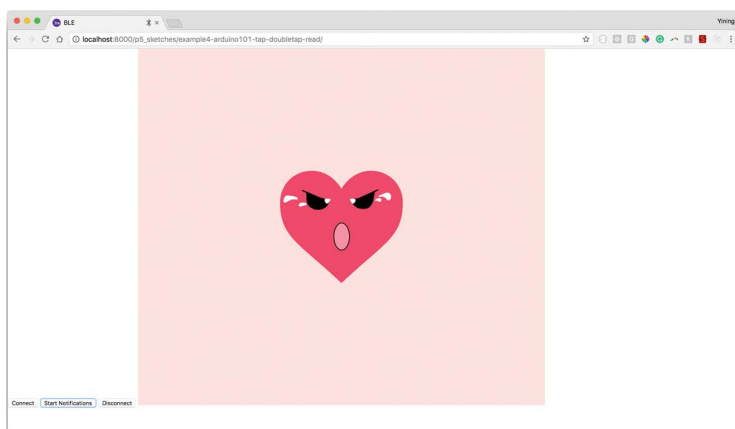 BLE
Yining
localhost:8000/p5_sketches/example4-arduino101-tap-doubletap-read/
Connect Start Notifications Disconnect